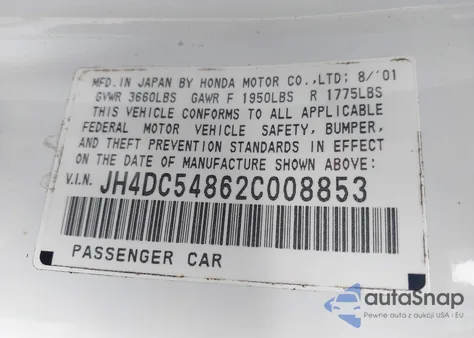 MFD. IN JAPAN BY HONDA MOTOR CO.,LTD; 8/'01
GVWR 3660LBS GAWR F 1950LBS R 1775LBS
THIS VEHICLE CONFORMS TO ALL APPLICABLE
FEDERAL MOTOR VEHICLE SAFETY, BUMPER,
AND THEFT PREVENTION STANDARDS IN EFFECT
ON THE DATE OF MANUFACTURE SHOWN ABOVE:
V.I.N. JH4DC54862C008853
PASSENGER CAR
autoSnap
Pewne auta z aukcji USA i EU